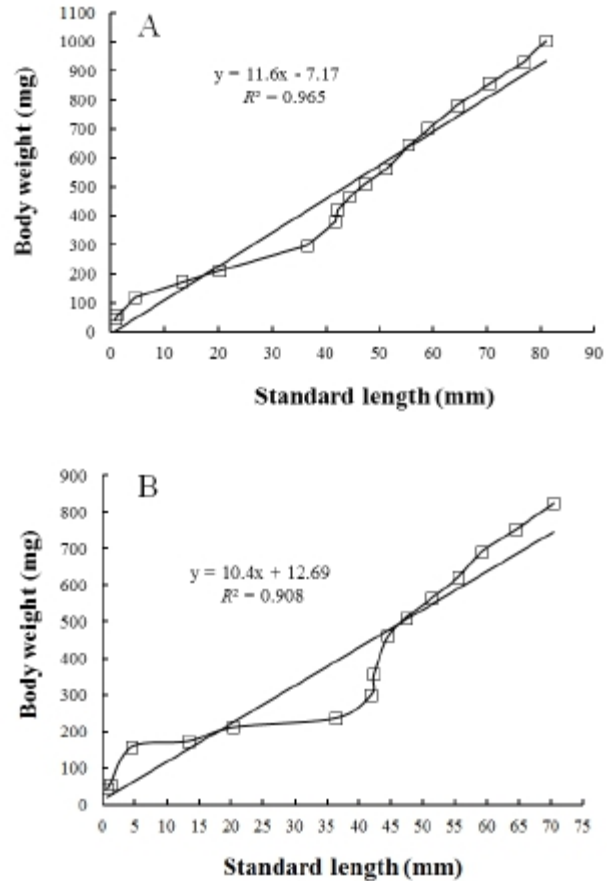 A
y = 11.6x - 7.17
R² = 0.965
Body weight (mg)
1100
1000
900
800
700
600
500
400
300
200
100
0
0 10 20 30 40 50 60 70 80 90
Standard length (mm)
B
y = 10.4x + 12.69
R² = 0.908
Body weight (mg)
900
800
700
600
500
400
300
200
100
0
0 5 10 15 20 25 30 35 40 45 50 55 60 65 70 75
Standard length (mm)